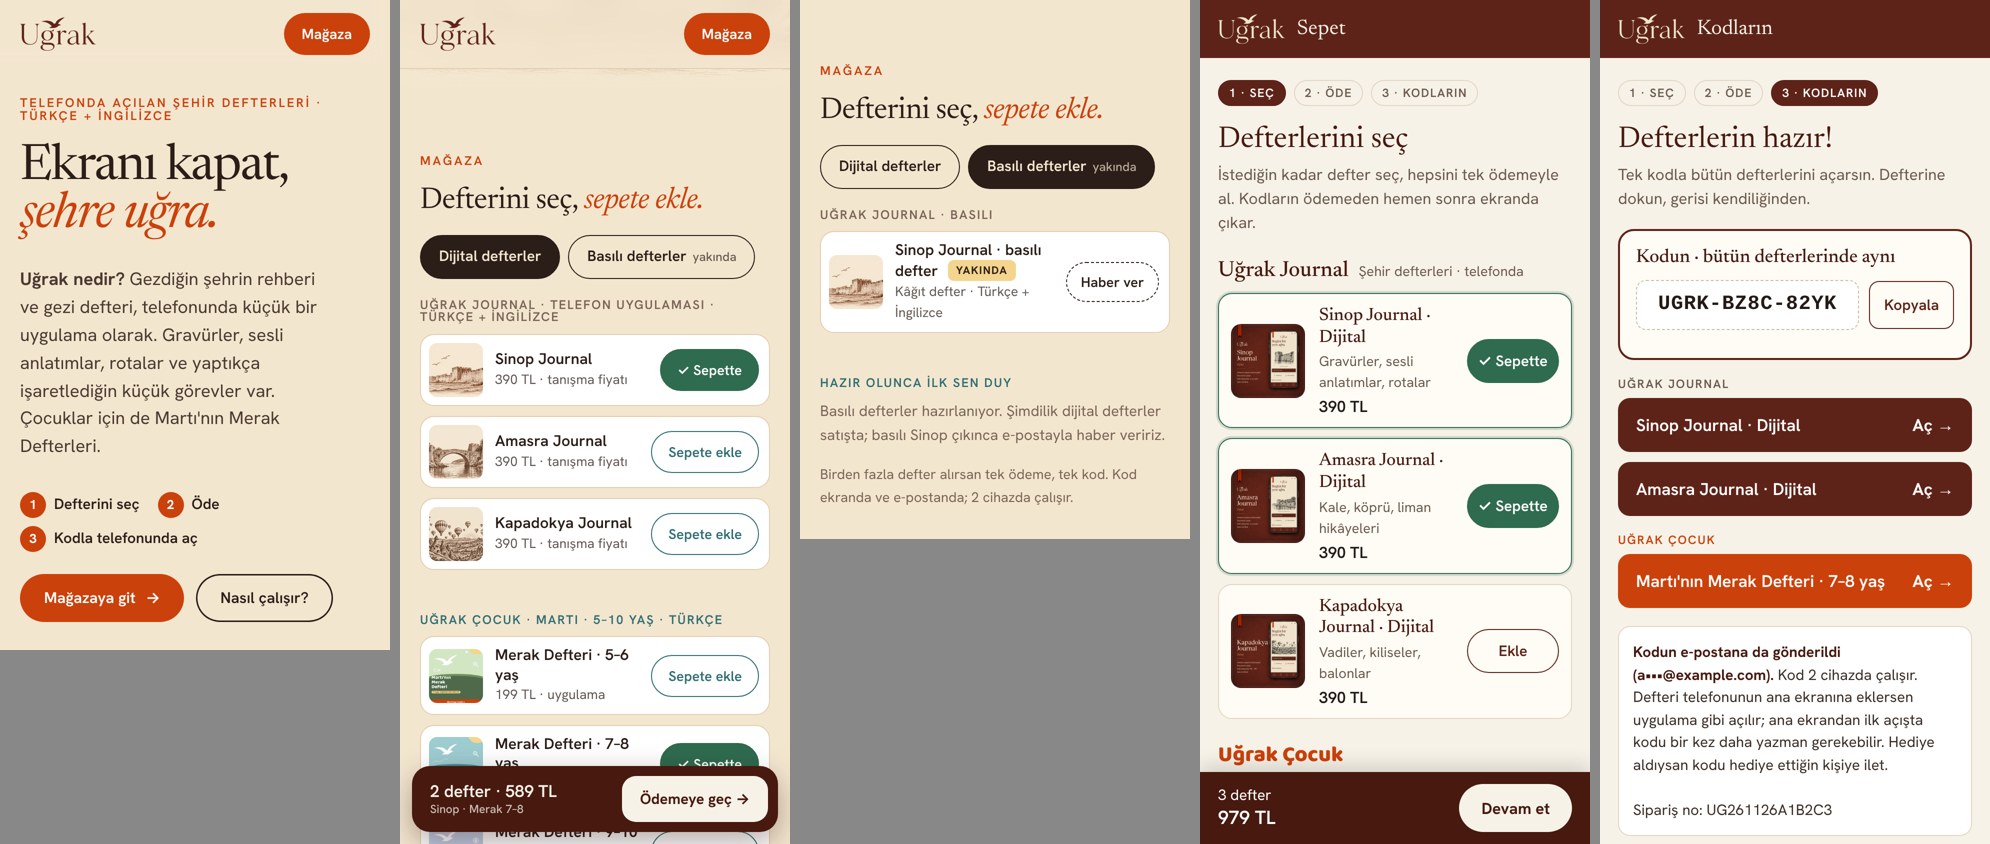 Uğrak
Mağaza
TELEFONDA AÇILAN ŞEHİR DEFTERLERİ ·
TÜRKÇE + İNGİLİZCE
Ekranı kapat,
şehre uğra.
Uğrak nedir? Gezdiğin şehrin rehberi
ve gezi defteri, telefonunda küçük bir
uygulama olarak. Gravürler, sesli
anlatımlar, rotalar ve yaptıkça
işaretlediğin küçük görevler var.
Çocuklar için de Martı'nın Merak
Defterleri.
1 Defterini seç 2 Öde
3 Kodla telefonunda aç
Mağazaya git →
Nasıl çalışır?
Uğrak
Mağaza
MAĞAZA
Defterini seç, sepete ekle.
Dijital defterler
Basılı defterler yakında
UĞRAK JOURNAL · TELEFON UYGULAMASI ·
TÜRKÇE + İNGİLİZCE
Sinop Journal
390 TL · tanışma fiyatı
✓ Sepette
Amasra Journal
390 TL · tanışma fiyatı
Sepete ekle
Kapadokya Journal
390 TL · tanışma fiyatı
Sepete ekle
UĞRAK ÇOCUK · MARTI · 5–10 YAŞ · TÜRKÇE
Merak Defteri · 5–6
yaş
199 TL · uygulama
Sepete ekle
Merak Defteri · 7–8
yaş
✓ Sepette
2 defter · 589 TL
Sinop · Merak 7–8
Ödemeye geç →
Merak Defteri · 9–10
MAĞAZA
Defterini seç, sepete ekle.
Dijital defterler
Basılı defterler yakında
UĞRAK JOURNAL · BASILI
Sinop Journal · basılı
defter YAKINDA
Kâğıt defter · Türkçe +
İngilizce
Haber ver
HAZIR OLUNCA İLK SEN DUY
Basılı defterler hazırlanıyor. Şimdilik dijital defterler
satışta; basılı Sinop çıkınca e-postayla haber veririz.
Birden fazla defter alırsan tek ödeme, tek kod. Kod
ekranda ve e-postanda; 2 cihazda çalışır.
Uğrak Sepet
1 · SEÇ
2 · ÖDE
3 · KODLARIN
Defterlerini seç
İstediğin kadar defter seç, hepsini tek ödemeyle
al. Kodların ödemeden hemen sonra ekranda
çıkar.
Uğrak Journal Şehir defterleri · telefonda
Sinop Journal ·
Dijital
Gravürler, sesli
anlatımlar, rotalar
390 TL
✓ Sepette
Sinop
Journal
Amasra Journal ·
Dijital
Kale, köprü, liman
hikâyeleri
390 TL
✓ Sepette
Amasra
Journal
Kapadokya
Journal · Dijital
Vadiler, kiliseler,
balonlar
390 TL
Ekle
Kapadokya
Journal
Uğrak Çocuk
3 defter
979 TL
Devam et
Uğrak Kodların
1 · SEÇ
2 · ÖDE
3 · KODLARIN
Defterlerin hazır!
Tek kodla bütün defterlerini açarsın. Defterine
dokun, gerisi kendiliğinden.
Kodun · bütün defterlerinde aynı
UGRK-BZ8C-82YK
Kopyala
UĞRAK JOURNAL
Sinop Journal · Dijital Aç →
Amasra Journal · Dijital Aç →
UĞRAK ÇOCUK
Martı'nın Merak Defteri · 7–8 yaş Aç →
Kodun e-postana da gönderildi
(a•••@example.com). Kod 2 cihazda çalışır.
Defteri telefonunun ana ekranına eklersen
uygulama gibi açılır; ana ekrandan ilk açışta
kodu bir kez daha yazman gerekebilir. Hediye
aldıysan kodu hediye ettiğin kişiye ilet.
Sipariş no: UG261126A1B2C3